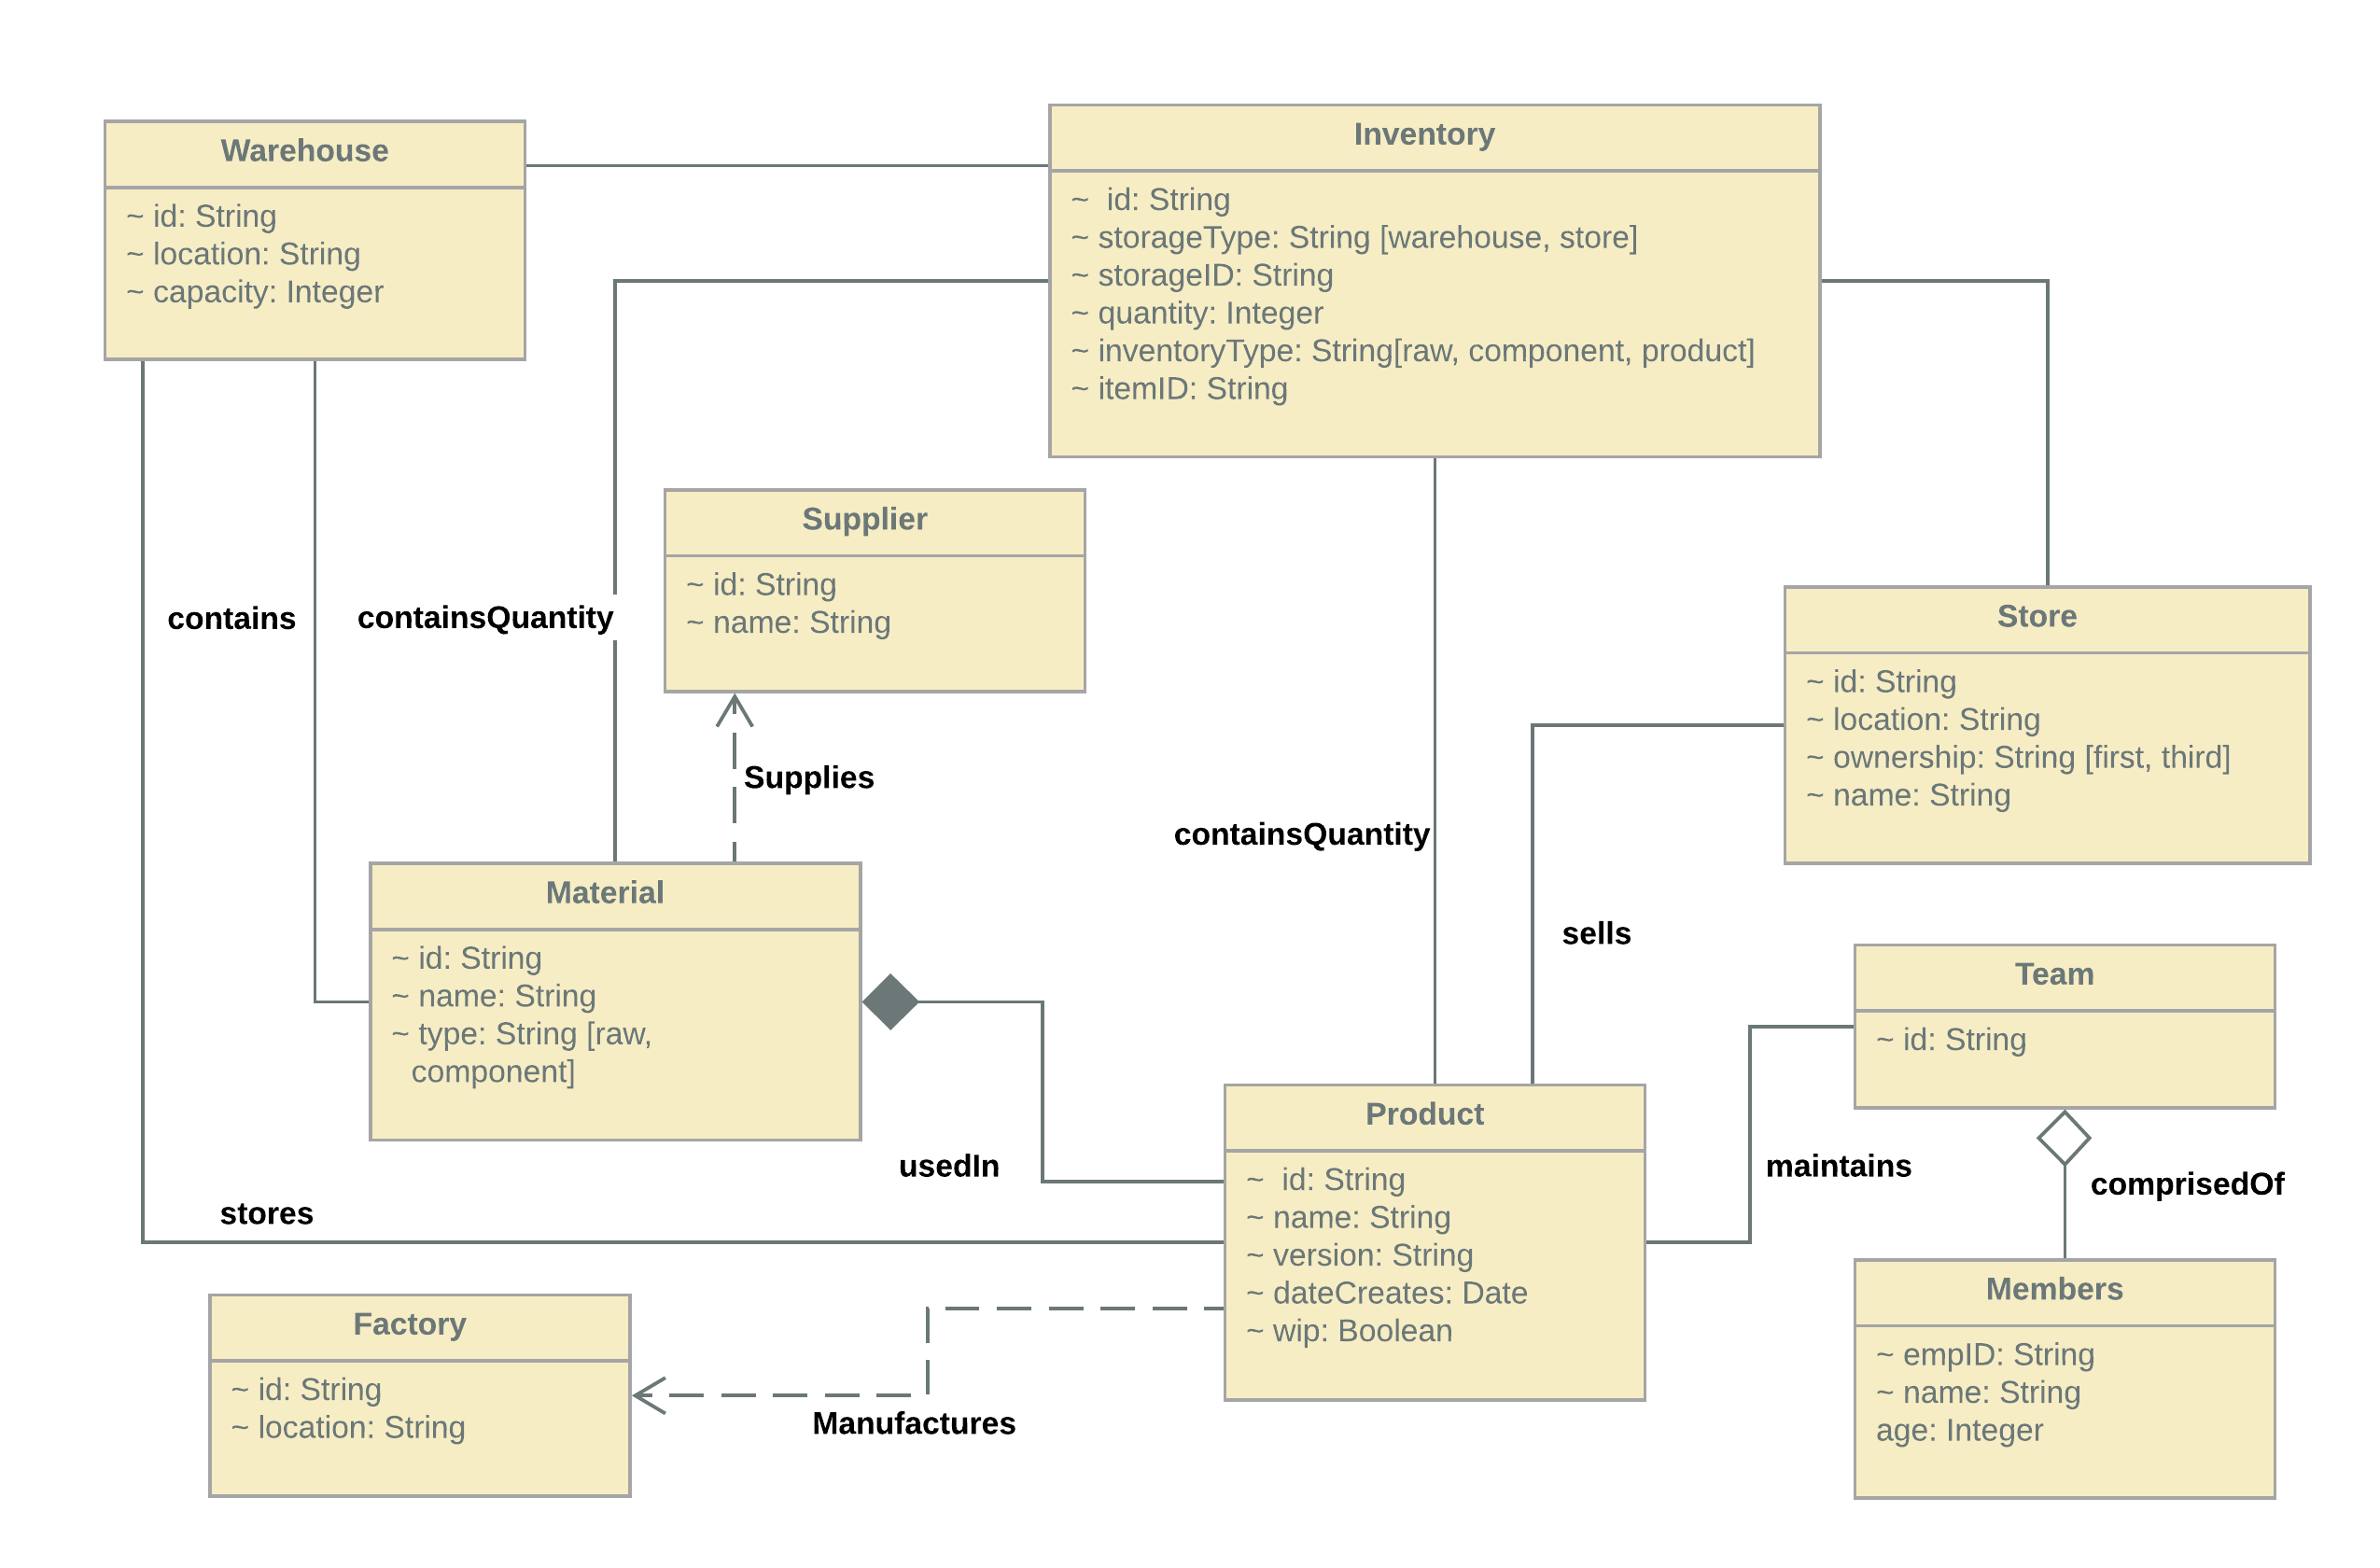 Warehouse
~ id: String
~ location: String
~ capacity: Integer
Inventory
~  id: String
~ storageType: String [warehouse, store]
~ storageID: String
~ quantity: Integer
~ inventoryType: String[raw, component, product]
~ itemID: String
Supplier
~ id: String
~ name: String
contains
containsQuantity
Store
~ id: String
~ location: String
~ ownership: String [first, third]
~ name: String
Supplies
containsQuantity
Material
~ id: String
~ name: String
~ type: String [raw,
component]
sells
Team
~ id: String
usedIn
Product
~  id: String
~ name: String
~ version: String
~ dateCreates: Date
~ wip: Boolean
maintains
comprisedOf
stores
Members
~ empID: String
~ name: String
age: Integer
Factory
~ id: String
~ location: String
Manufactures